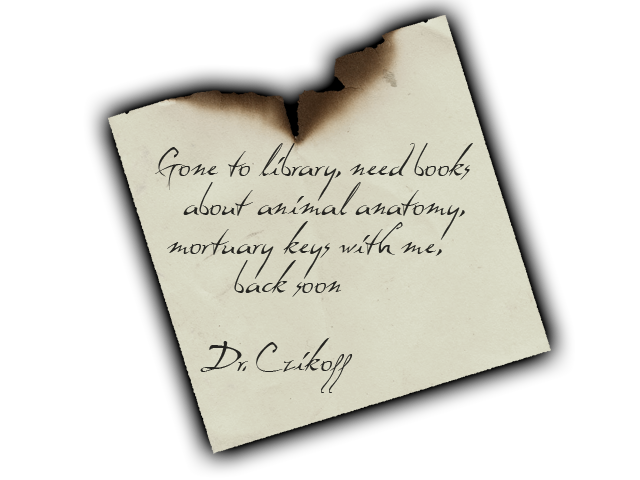 Gone to library, need books
about animal anatomy,
mortuary keys with me,
back soon
Dr. Czikoff